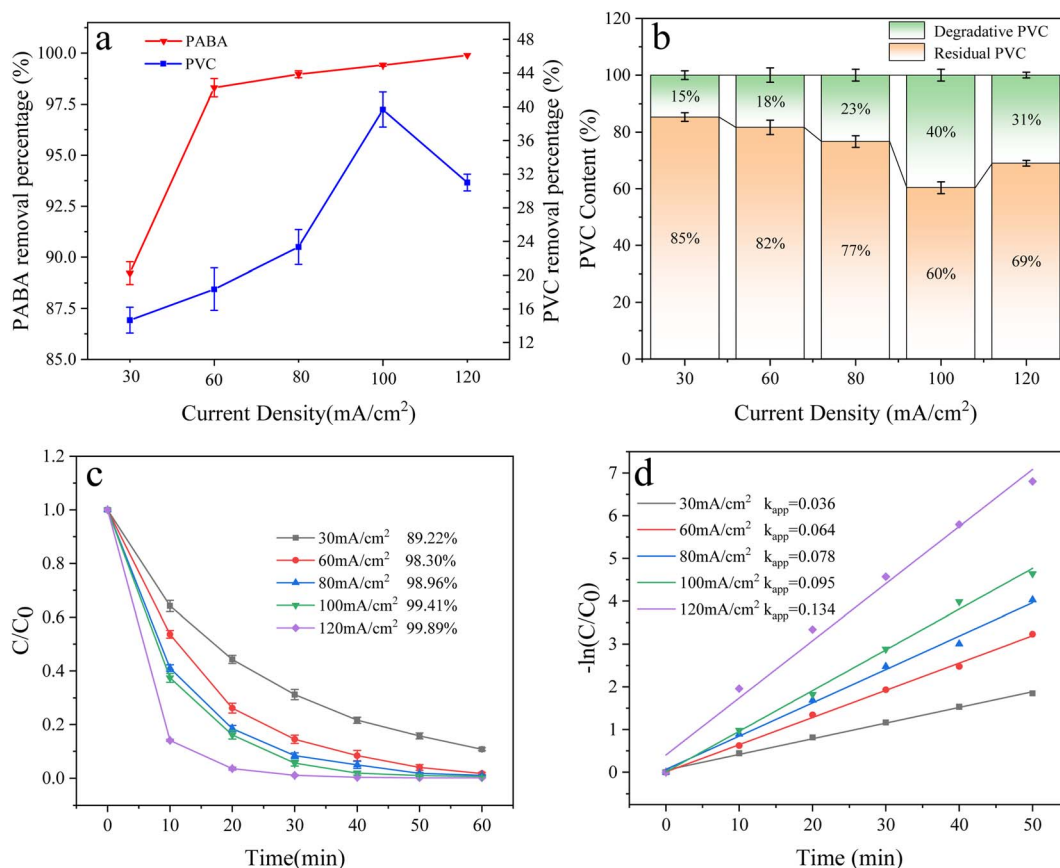 a
PABA
PVC
PABA removal percentage (%)
100.0
97.5
95.0
92.5
90.0
87.5
85.0
PVC removal percentage (%)
48
44
40
36
32
28
24
20
16
12
30 60 80 100 120
Current Density(mA/cm²)
b
Degradative PVC
Residual PVC
PVC Content (%)
120
100
80
60
40
20
0
15% 18% 23% 40% 31%
85% 82% 77% 60% 69%
30 60 80 100 120
Current Density (mA/cm²)
c
C/C₀
1.2
1.0
0.8
0.6
0.4
0.2
0.0
30mA/cm² 89.22%
60mA/cm² 98.30%
80mA/cm² 98.96%
100mA/cm² 99.41%
120mA/cm² 99.89%
0 10 20 30 40 50 60
Time(min)
d
-ln(C/C₀)
7
6
5
4
3
2
1
0
30mA/cm² kₐₚₚ=0.036
60mA/cm² kₐₚₚ=0.064
80mA/cm² kₐₚₚ=0.078
100mA/cm² kₐₚₚ=0.095
120mA/cm² kₐₚₚ=0.134
0 10 20 30 40 50
Time (min)